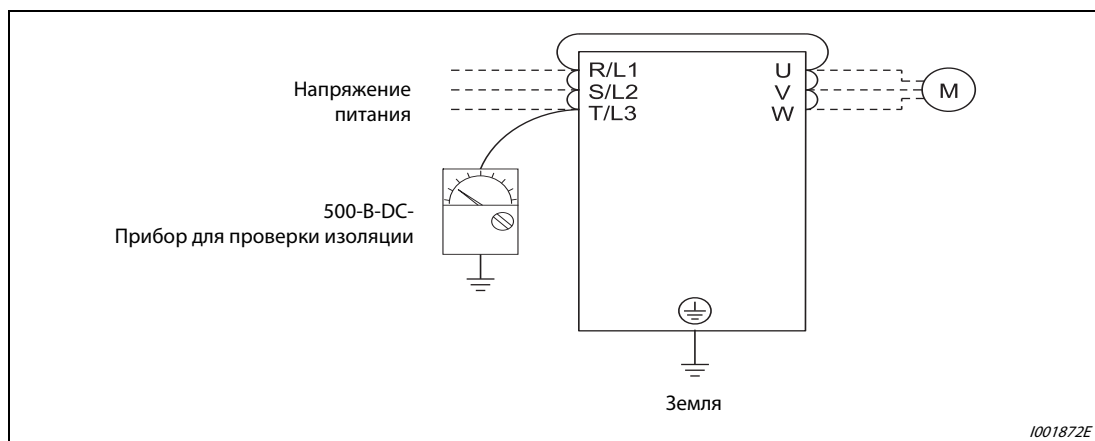 R/L1
U
Напряжение
S/L2
V
M
питания
T/L3
W
500-В-DC-
Прибор для проверки изоляции
Земля
I001872E